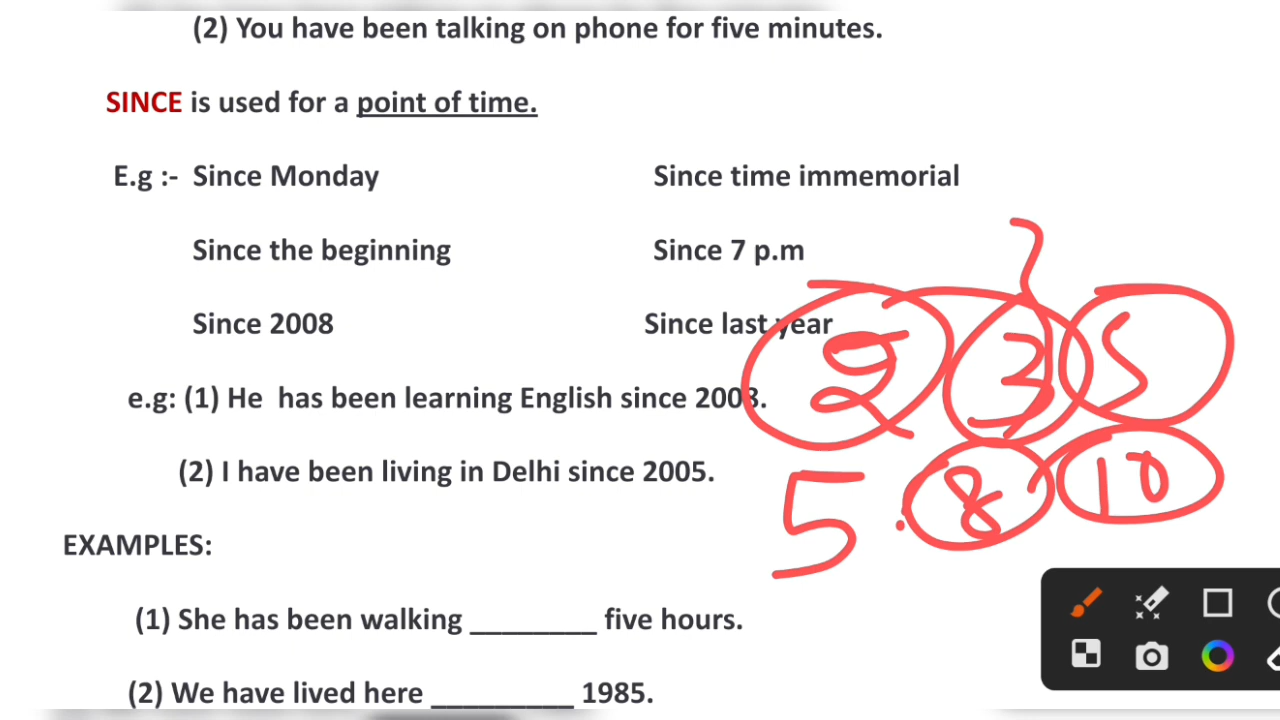 (2) You have been talking on phone for five minutes.
SINCE is used for a point of time.
E.g :- Since Monday Since time immemorial
Since the beginning Since 7 p.m
Since 2008 Since last year
2 3 5
e.g: (1) He has been learning English since 2008.
(2) I have been living in Delhi since 2005.
5 . 8 10
EXAMPLES:
(1) She has been walking ________ five hours.
(2) We have lived here _________ 1985.